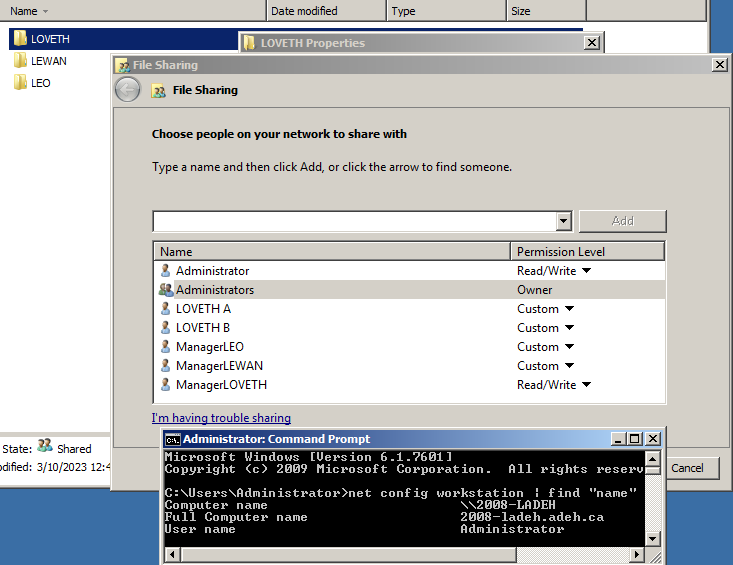 Name Date modified Type Size
LOVETH
LEWAN
LEO
LOVETH Properties
File Sharing
File Sharing
Choose people on your network to share with
Type a name and then click Add, or click the arrow to find someone.
Add
Name Permission Level
Administrator Read/Write
Administrators Owner
LOVETH A Custom
LOVETH B Custom
ManagerLEO Custom
ManagerLEWAN Custom
ManagerLOVETH Read/Write
I'm having trouble sharing
State: Shared
odified: 3/10/2023 12:4
Cancel
Administrator: Command Prompt
Microsoft Windows [Version 6.1.7601]
Copyright (c) 2009 Microsoft Corporation. All rights reserv
C:\Users\Administrator>net config workstation | find "name"
Computer name \\2008-LADEH
Full Computer name 2008-ladeh.adeh.ca
User name Administrator